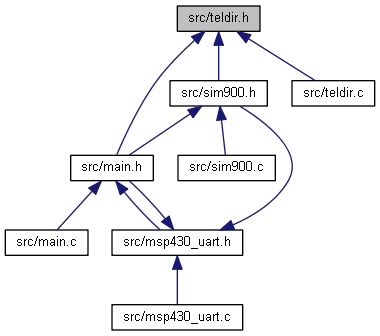 src/teldir.h
src/sim900.h
src/teldir.c
src/main.h
src/sim900.c
src/main.c
src/msp430_uart.h
src/msp430_uart.c